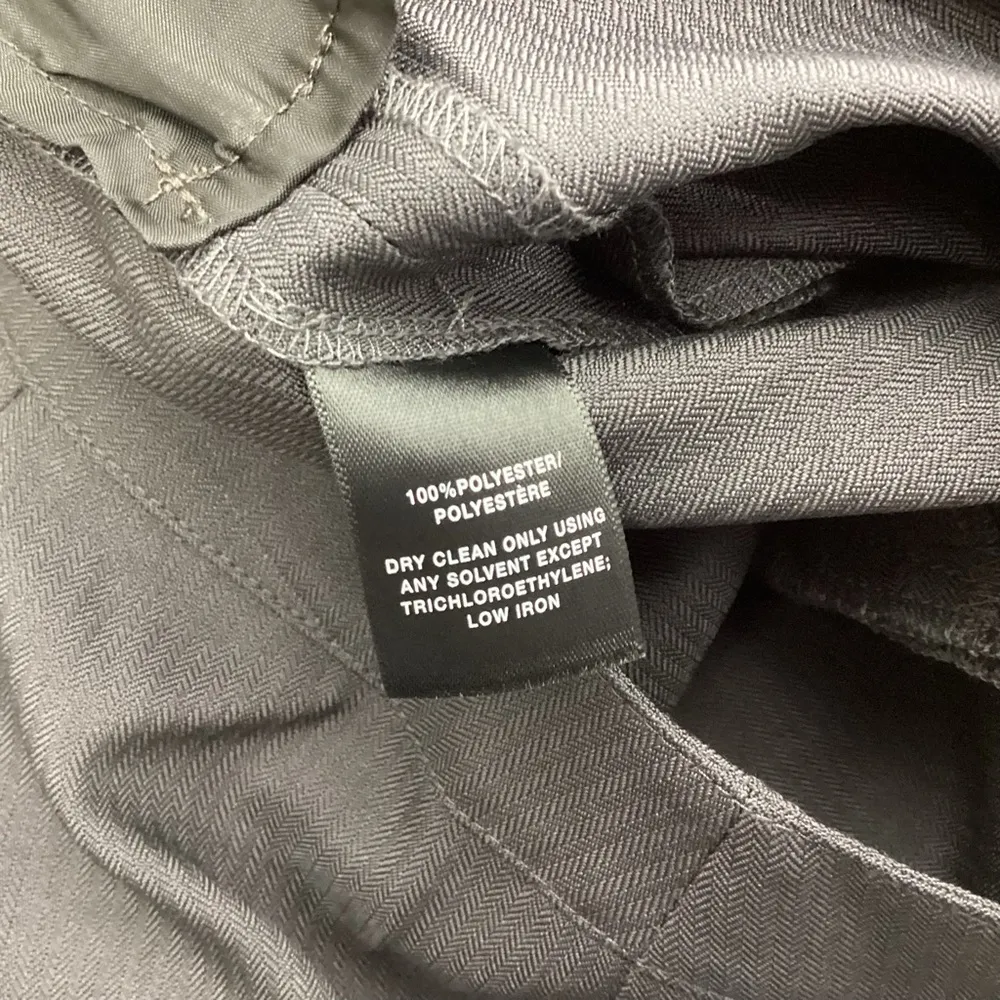 100%POLYESTER/
POLYESTÈRE
DRY CLEAN ONLY USING
ANY SOLVENT EXCEPT
TRICHLOROETHYLENE;
LOW IRON